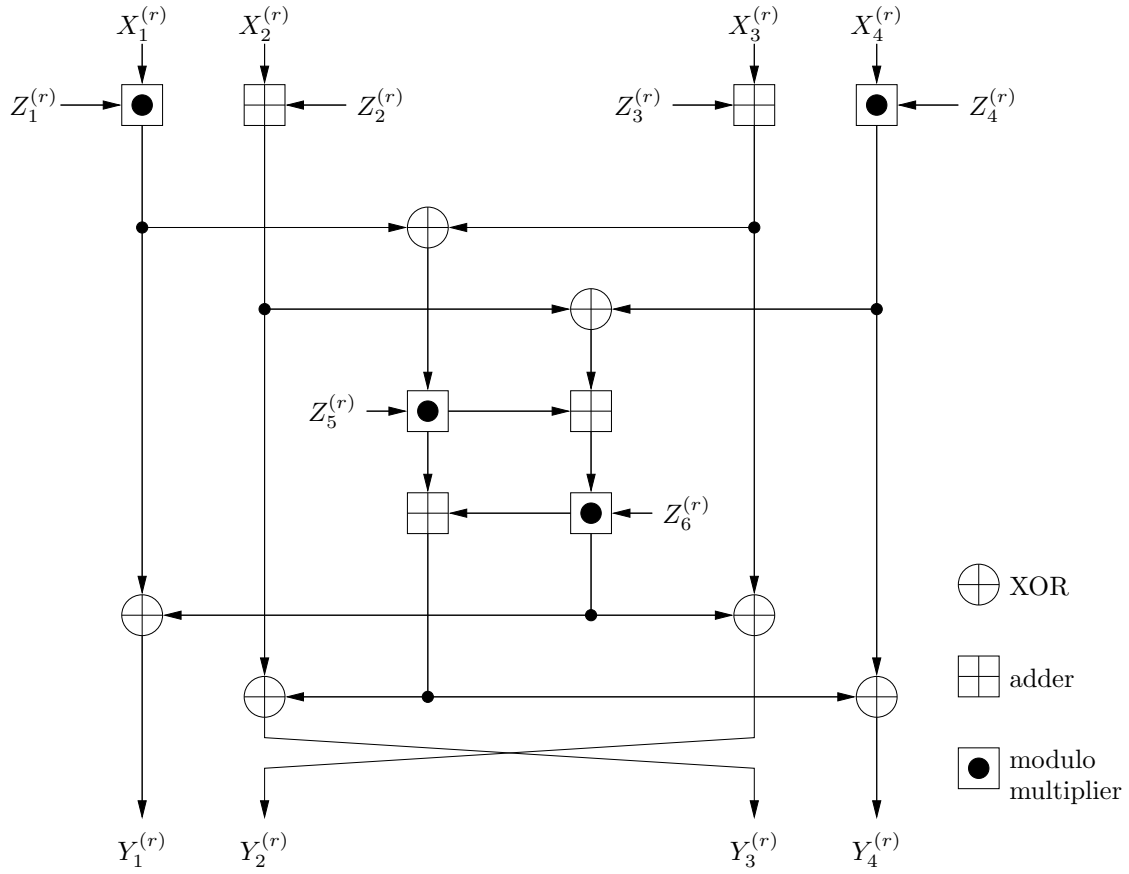 X_1^{(r)} X_2^{(r)} X_3^{(r)} X_4^{(r)}
Z_1^{(r)} Z_2^{(r)} Z_3^{(r)} Z_4^{(r)}
Z_5^{(r)}
Z_6^{(r)}
XOR
adder
modulo
multiplier
Y_1^{(r)} Y_2^{(r)} Y_3^{(r)} Y_4^{(r)}